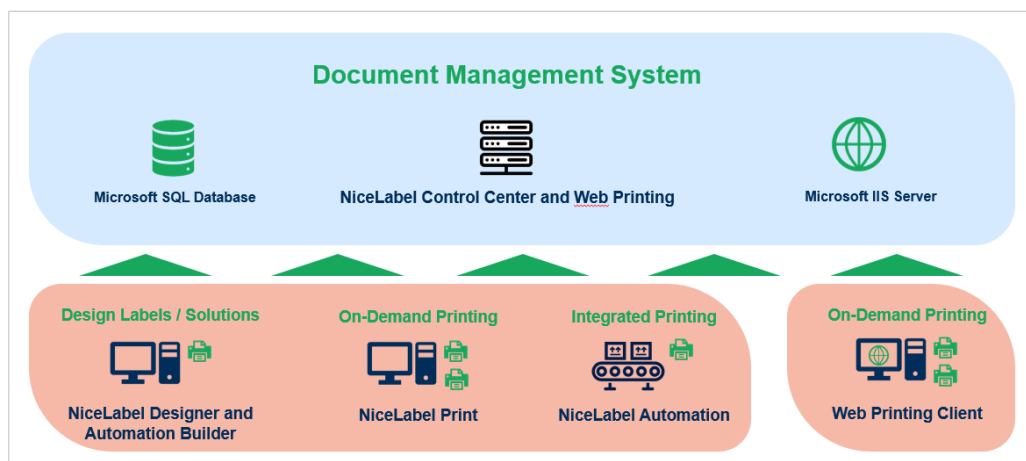 Document Management System
Microsoft SQL Database
NiceLabel Control Center and Web Printing
Microsoft IIS Server
Design Labels / Solutions
On-Demand Printing
Integrated Printing
On-Demand Printing
NiceLabel Designer and
Automation Builder
NiceLabel Print
NiceLabel Automation
Web Printing Client